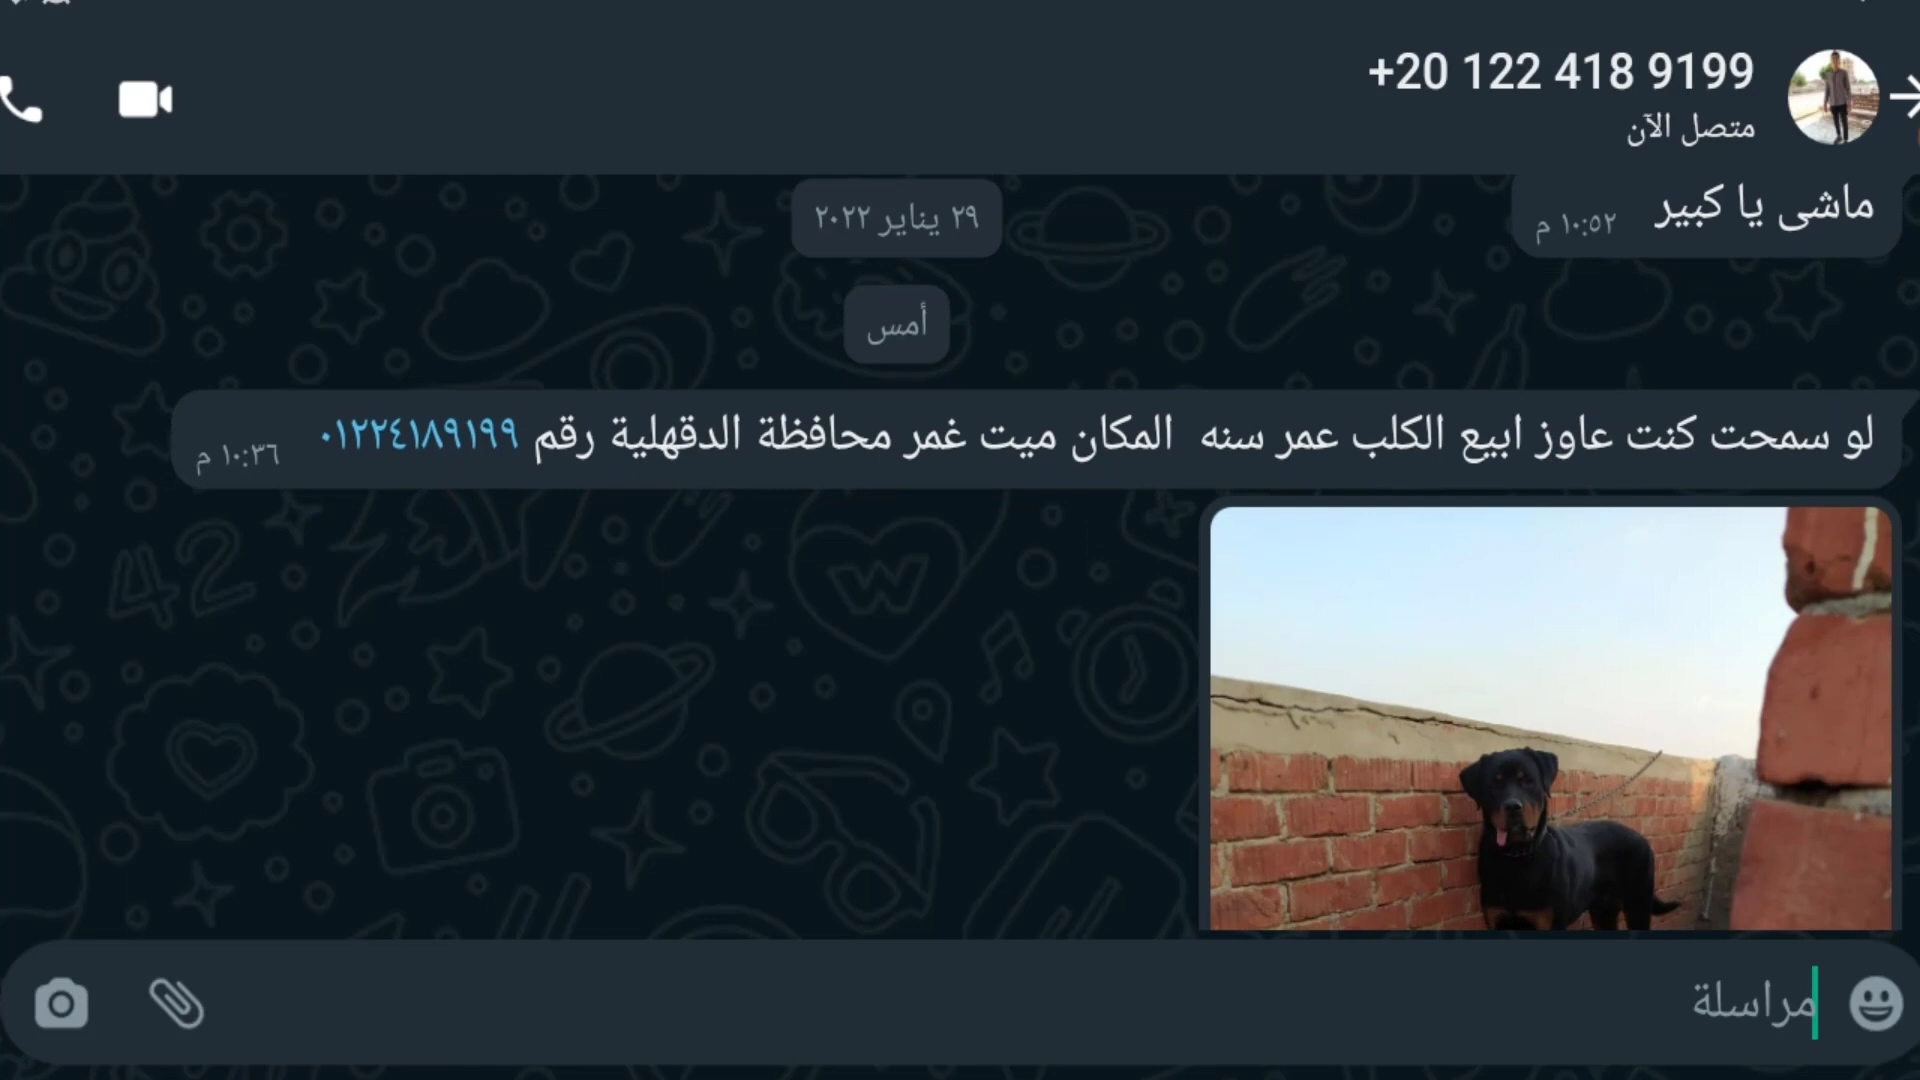 +20 122 418 9199
متصل الآن
ماشى يا كبير ١٠:٥٢ م
٢٩ يناير ٢٠٢٢
أمس
لو سمحت كنت عاوز ابيع الكلب عمر سنه المكان ميت غمر محافظة الدقهلية رقم ٠١٢٢٤١٨٩١٩٩ ١٠:٣٦ م
مراسلة